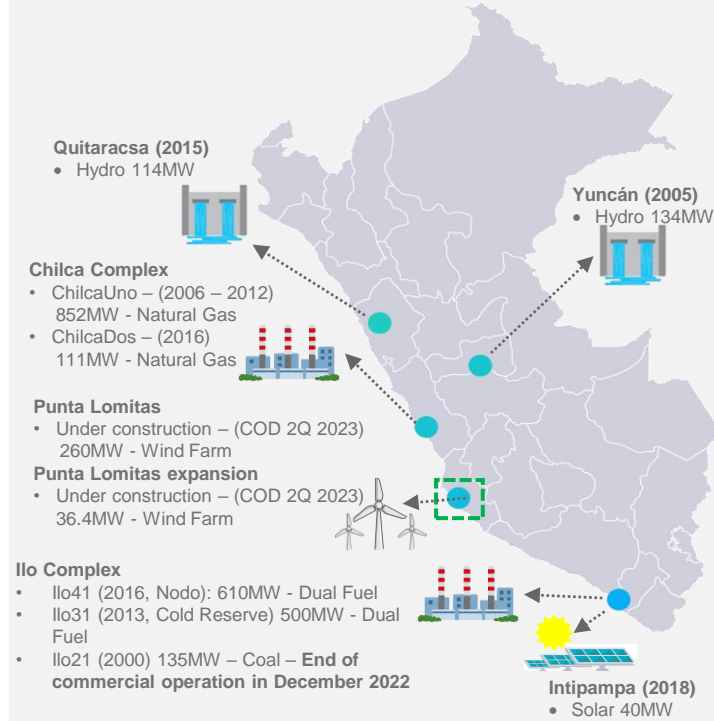 Quitaracsa (2015)
• Hydro 114MW
Yuncán (2005)
• Hydro 134MW
Chilca Complex
• ChilcaUno – (2006 – 2012)
852MW - Natural Gas
• ChilcaDos – (2016)
111MW - Natural Gas
Punta Lomitas
• Under construction – (COD 2Q 2023)
260MW - Wind Farm
Punta Lomitas expansion
• Under construction – (COD 2Q 2023)
36.4MW - Wind Farm
Ilo Complex
• Ilo41 (2016, Nodo): 610MW - Dual Fuel
• Ilo31 (2013, Cold Reserve) 500MW - Dual
Fuel
• Ilo21 (2000) 135MW – Coal – End of
commercial operation in December 2022
Intipampa (2018)
• Solar 40MW